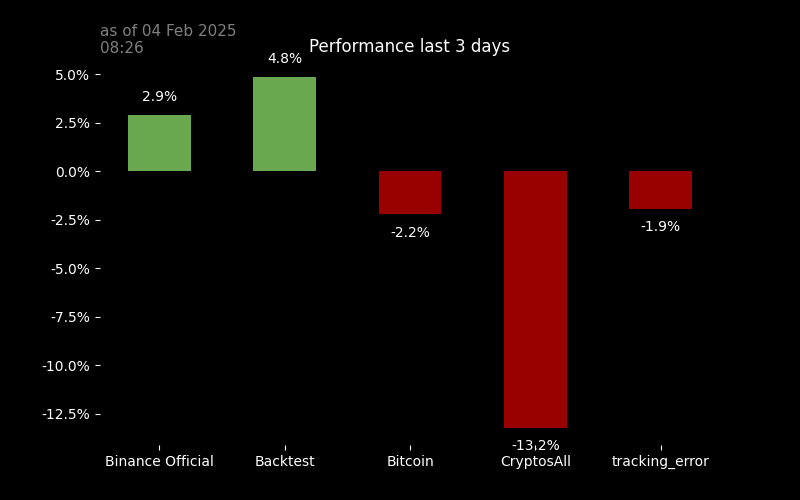 as of 04 Feb 2025
08:26
Performance last 3 days
5.0%
2.5%
0.0%
-2.5%
-5.0%
-7.5%
-10.0%
-12.5%
2.9%
4.8%
-2.2%
-13.2%
-1.9%
Binance Official
Backtest
Bitcoin
CryptosAll
tracking_error